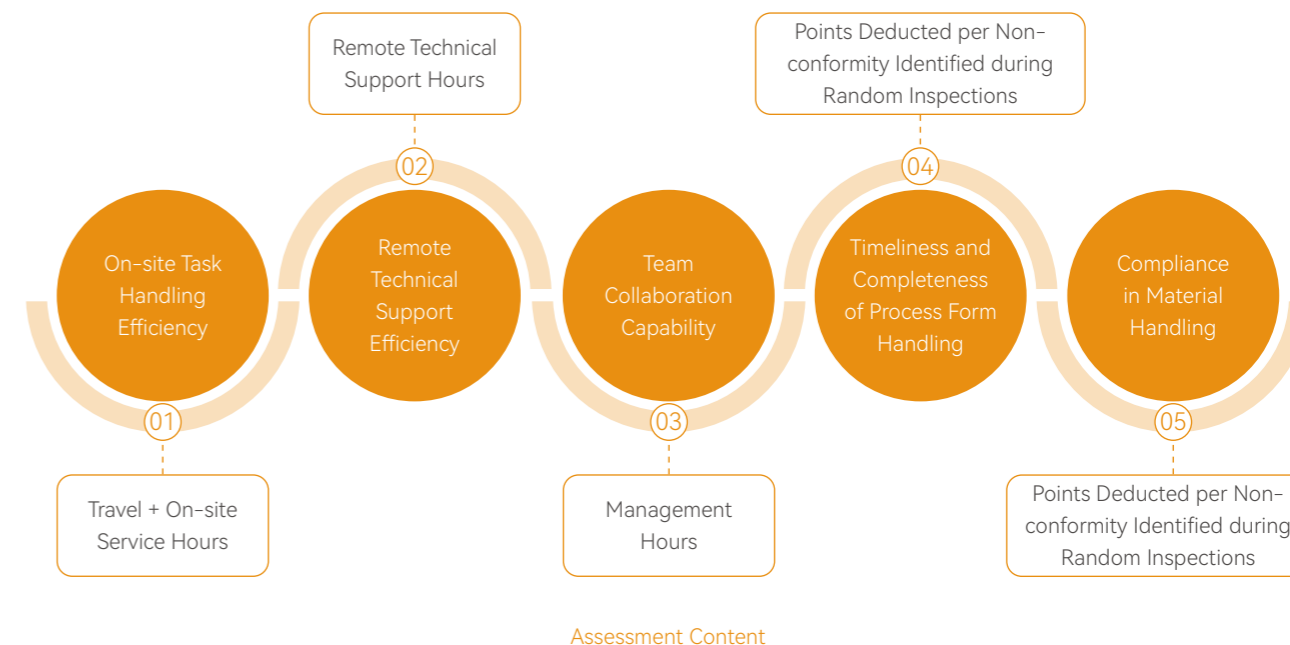 Remote Technical
Support Hours
Points Deducted per Non-
conformity Identified during
Random Inspections
02
04
On-site Task
Handling
Efficiency
Remote
Technical
Support
Efficiency
Team
Collaboration
Capability
Timeliness and
Completeness
of Process Form
Handling
Compliance
in Material
Handling
01
03
05
Travel + On-site
Service Hours
Management
Hours
Points Deducted per Non-
conformity Identified during
Random Inspections
Assessment Content